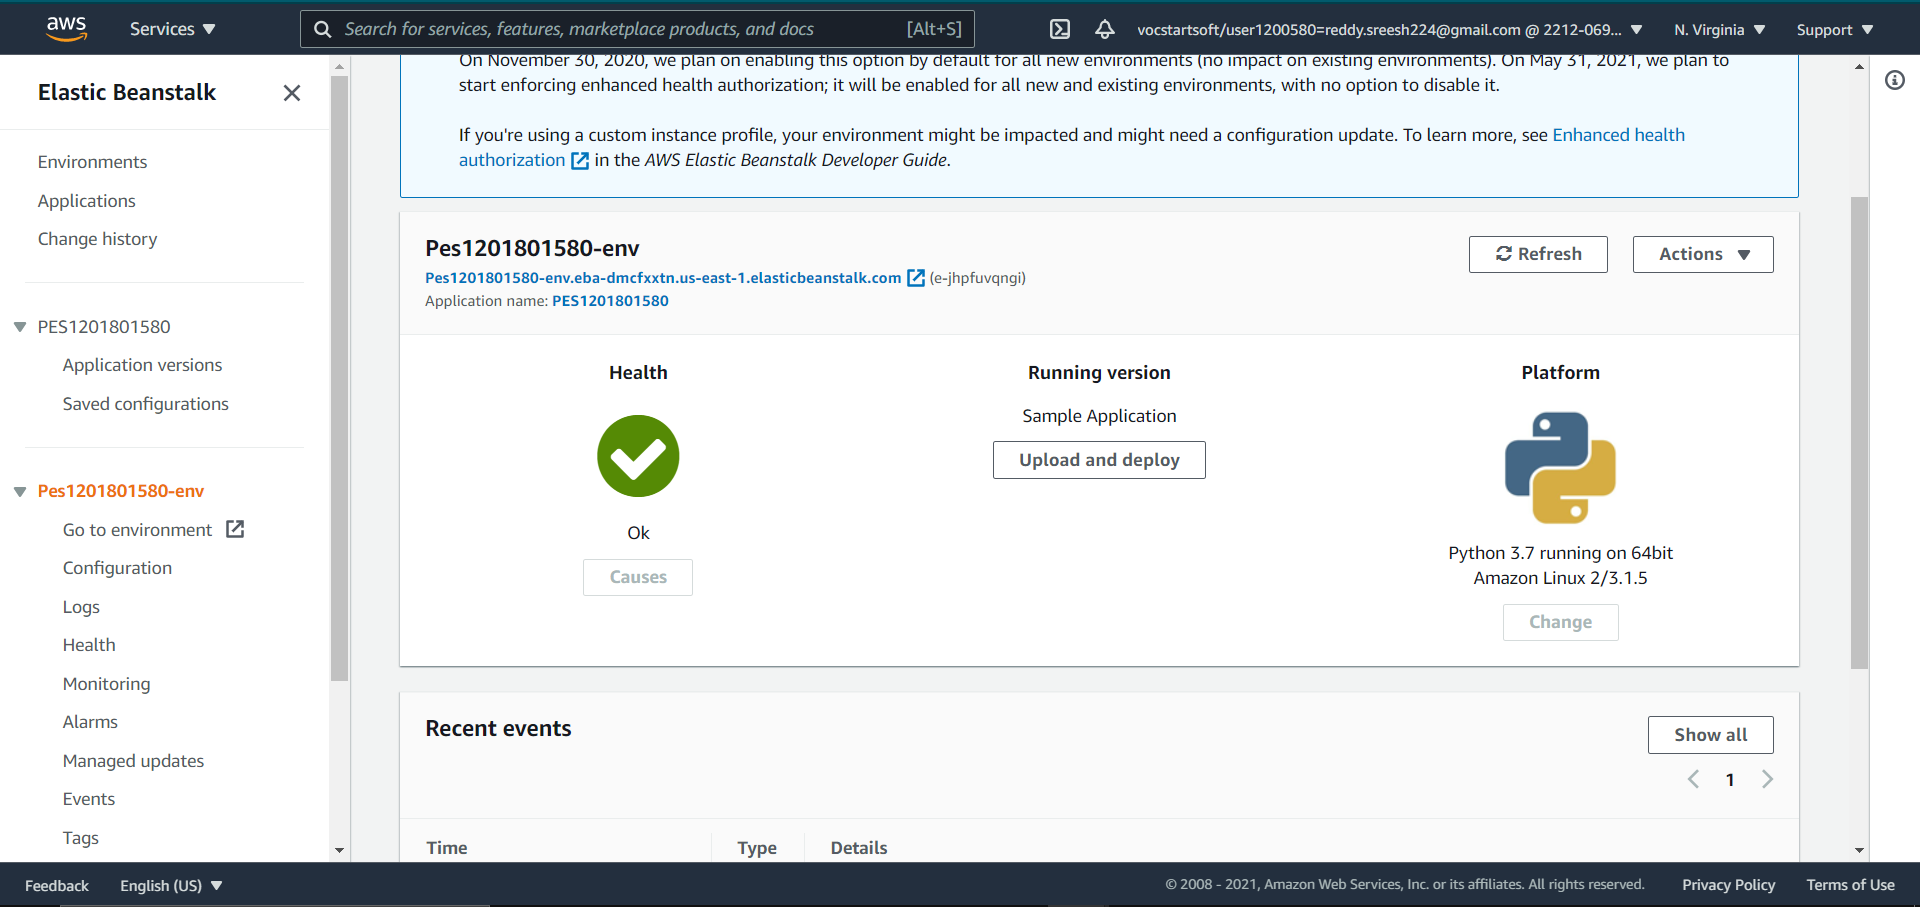 aws
Services
Search for services, features, marketplace products, and docs [Alt+S]
vocstartsoft/user1200580=reddy.sreesh224@gmail.com @ 2212-069...
N. Virginia
Support
Elastic Beanstalk
Environments
Applications
Change history
PES1201801580
Application versions
Saved configurations
Pes1201801580-env
Go to environment
Configuration
Logs
Health
Monitoring
Alarms
Managed updates
Events
Tags
On November 30, 2020, we plan on enabling this option by default for all new environments (no impact on existing environments). On May 31, 2021, we plan to
start enforcing enhanced health authorization; it will be enabled for all new and existing environments, with no option to disable it.
If you're using a custom instance profile, your environment might be impacted and might need a configuration update. To learn more, see Enhanced health
authorization in the AWS Elastic Beanstalk Developer Guide.
Pes1201801580-env
Pes1201801580-env.eba-dmcfxxtn.us-east-1.elasticbeanstalk.com (e-jhpfuvqngi)
Application name: PES1201801580
Refresh
Actions
Health
Ok
Causes
Running version
Sample Application
Upload and deploy
Platform
Python 3.7 running on 64bit
Amazon Linux 2/3.1.5
Change
Recent events
Show all
1
Time Type Details
Feedback
English (US)
© 2008 - 2021, Amazon Web Services, Inc. or its affiliates. All rights reserved.
Privacy Policy
Terms of Use